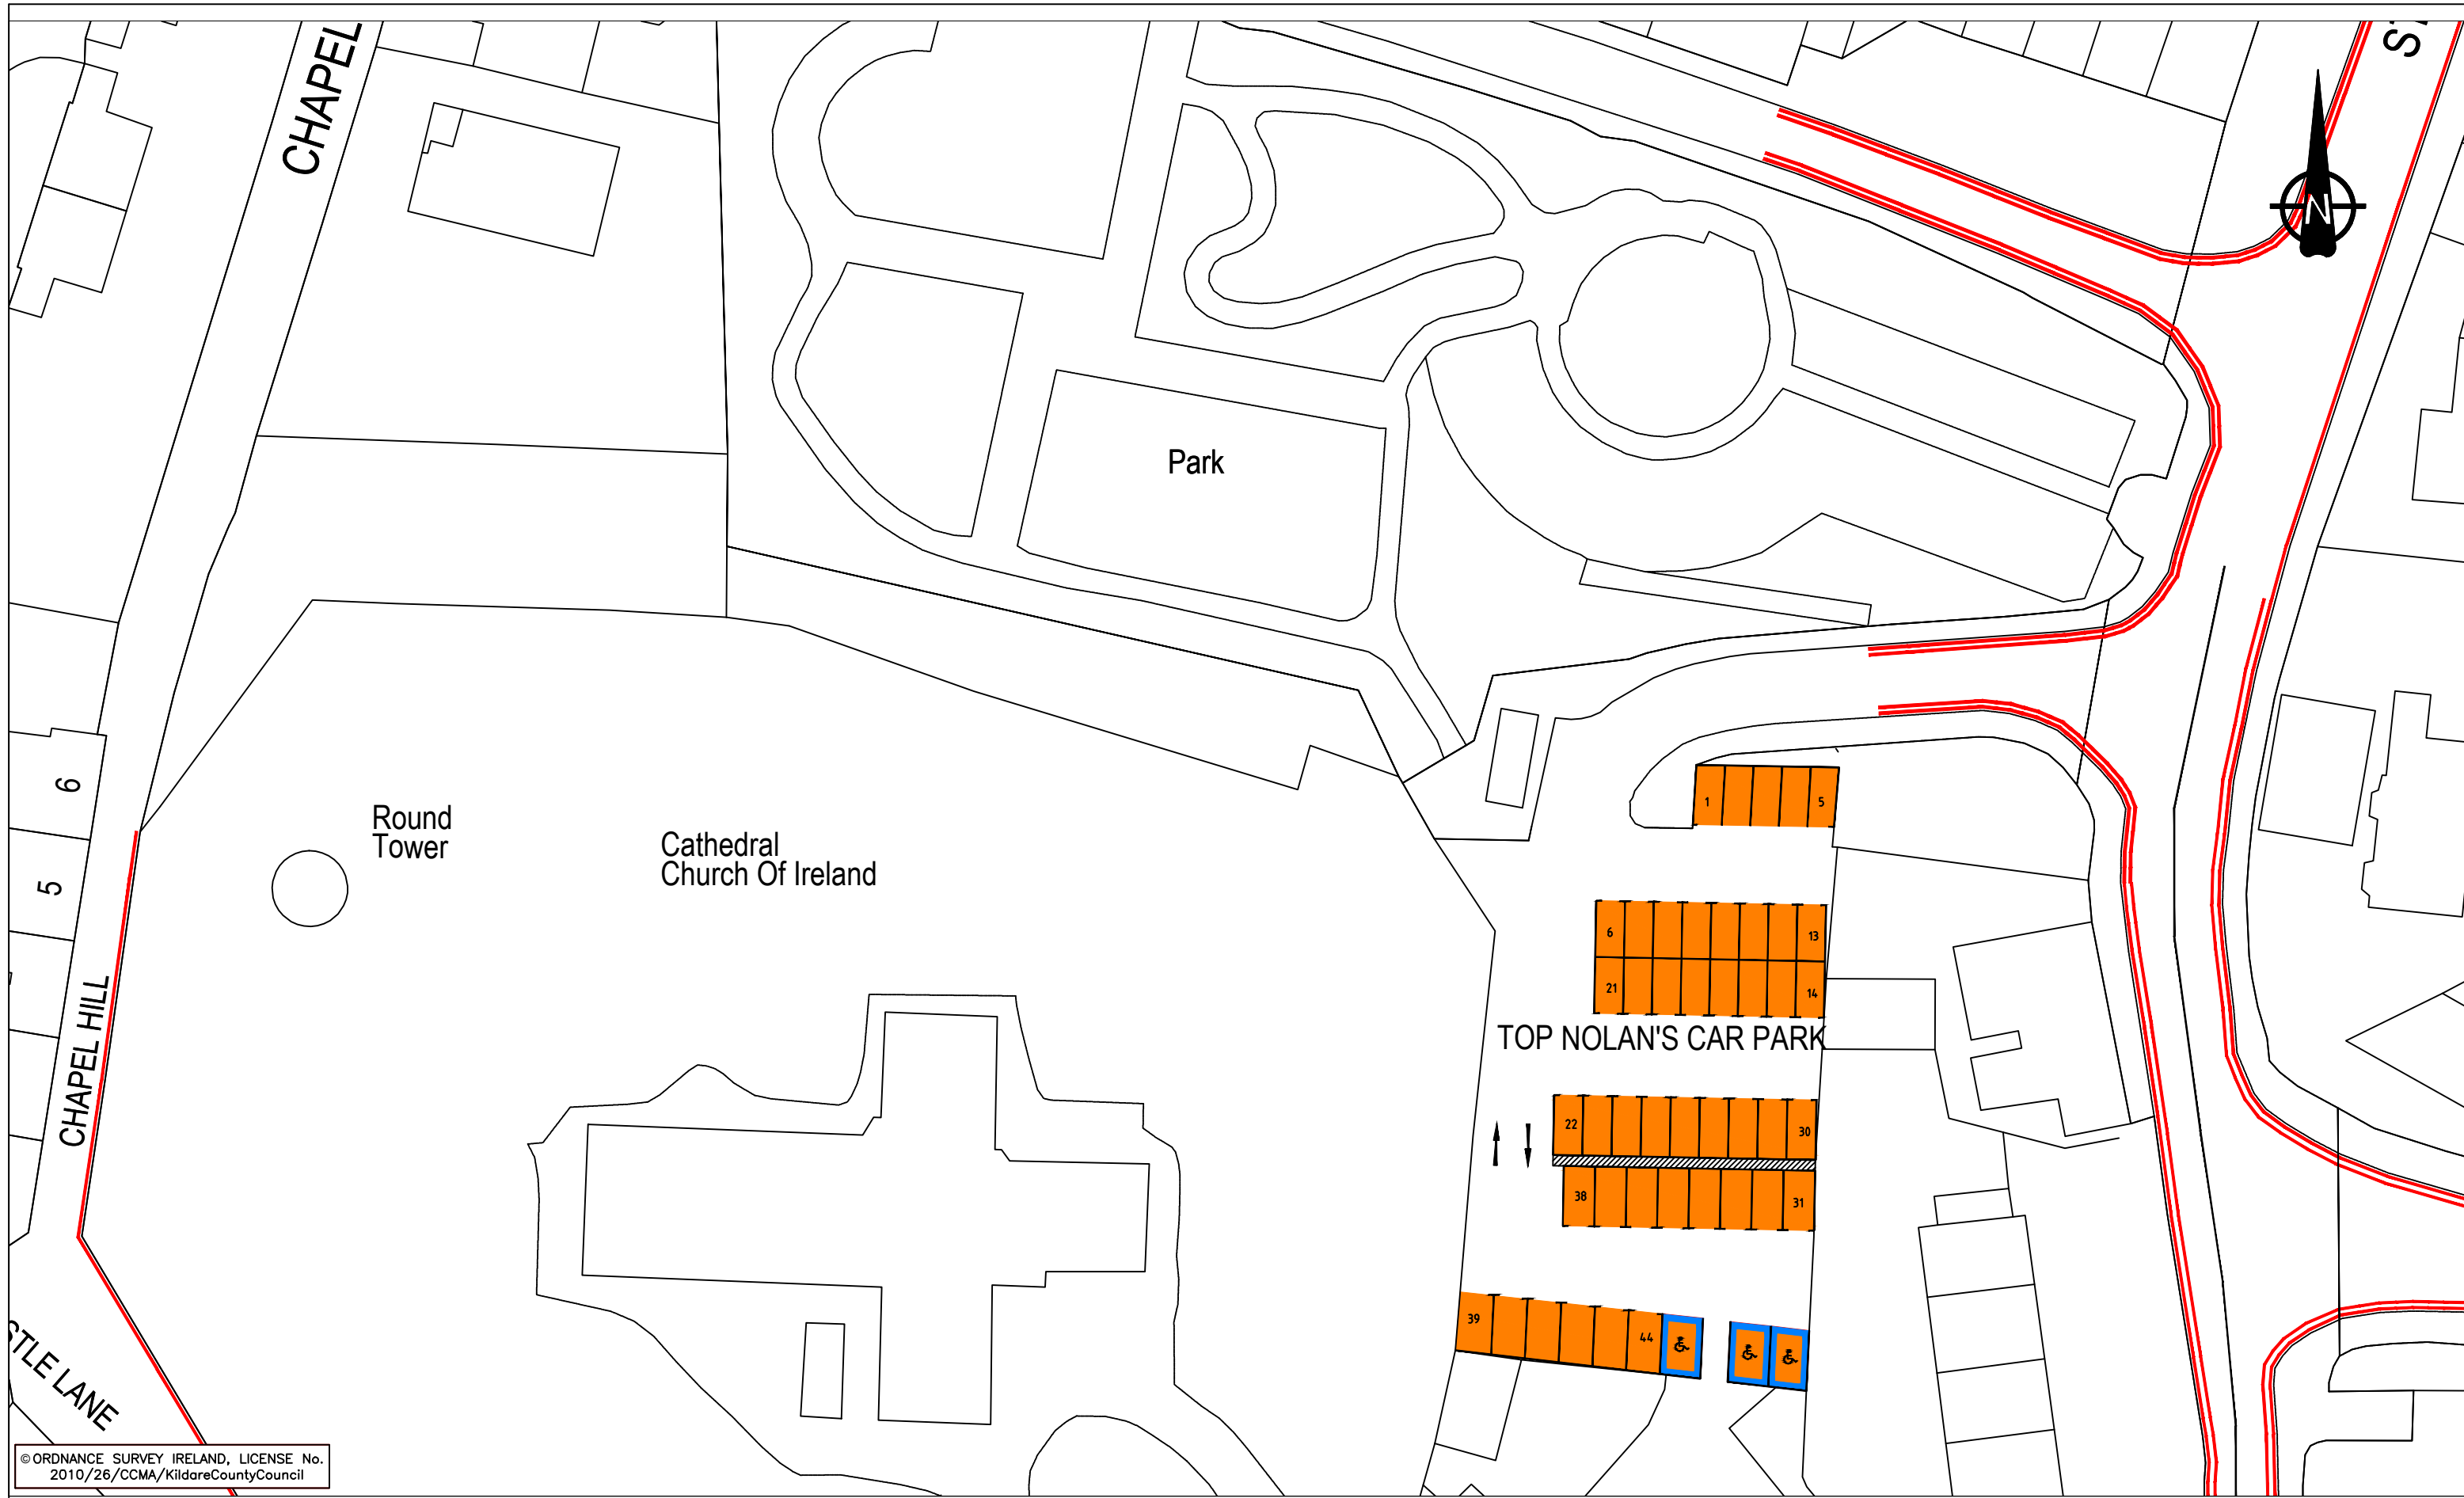 CHAPEL
N
Park
6
5
Round
Tower
Cathedral
Church Of Ireland
1
5
6
13
21
14
TOP NOLAN'S CAR PARK
22
30
38
31
39
44
CHAPEL HILL
STLE LANE
©ORDNANCE SURVEY IRELAND, LICENSE No.
2010/26/CCMA/KildareCountyCouncil